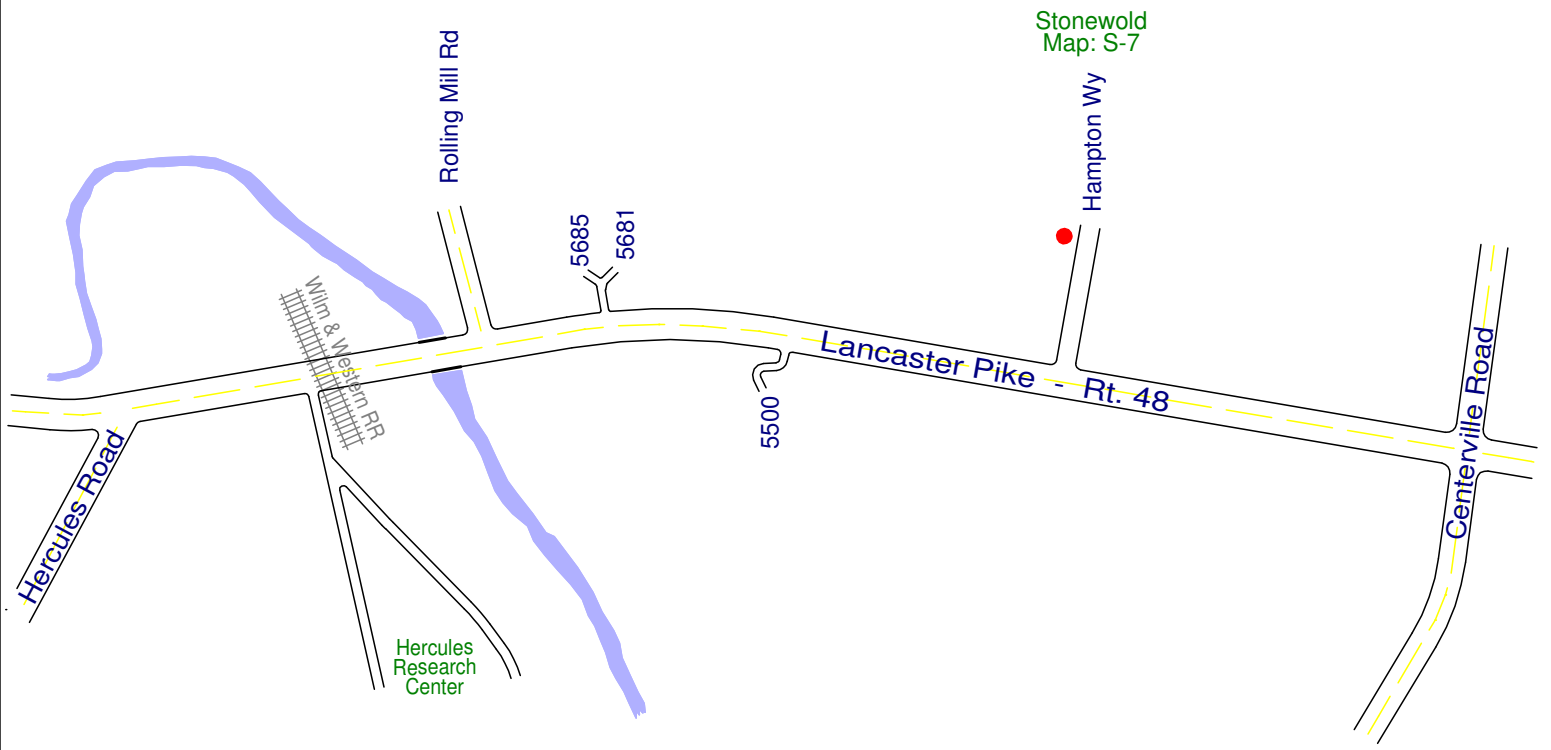 Stonewold
Map: S-7
Rolling Mill Rd
Hampton Wy
5685
5681
Wilm & Western RR
Lancaster Pike - Rt. 48
5500
Centerville Road
Hercules Road
Hercules
Research
Center